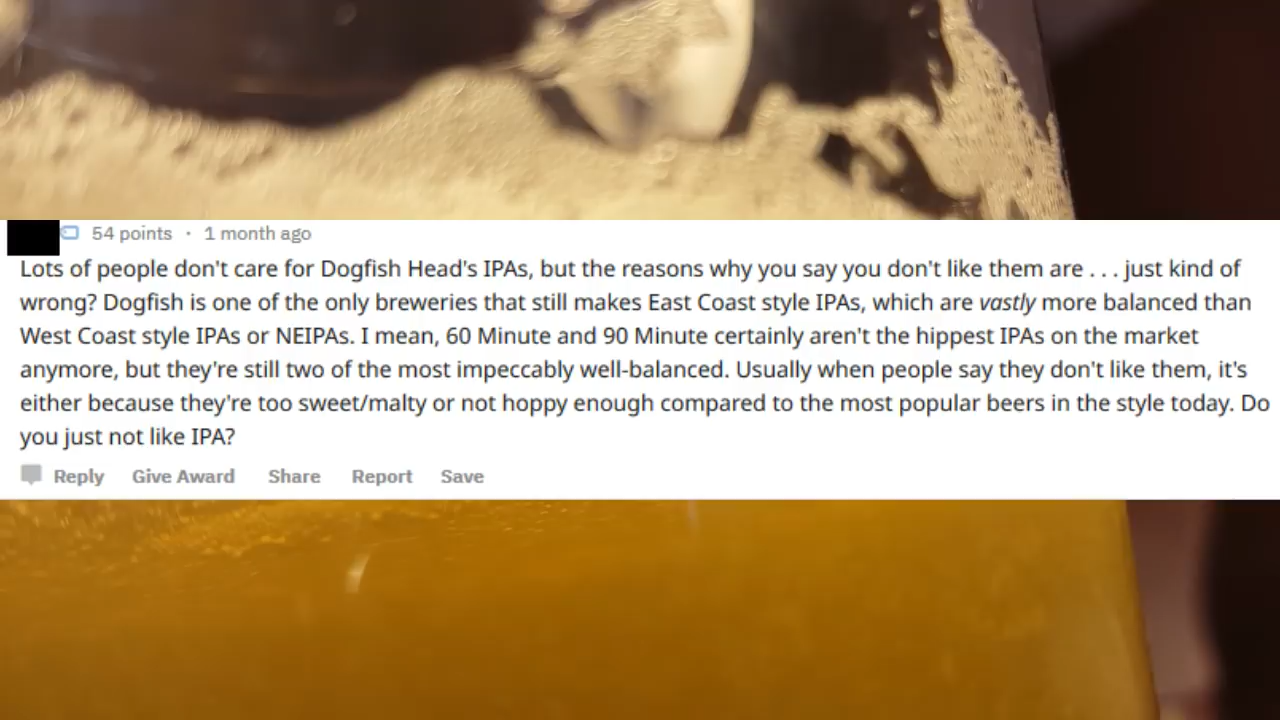 54 points · 1 month ago
Lots of people don't care for Dogfish Head's IPAs, but the reasons why you say you don't like them are . . . just kind of
wrong? Dogfish is one of the only breweries that still makes East Coast style IPAs, which are vastly more balanced than
West Coast style IPAs or NEIPAs. I mean, 60 Minute and 90 Minute certainly aren't the hippest IPAs on the market
anymore, but they're still two of the most impeccably well-balanced. Usually when people say they don't like them, it's
either because they're too sweet/malty or not hoppy enough compared to the most popular beers in the style today. Do
you just not like IPA?
Reply Give Award Share Report Save